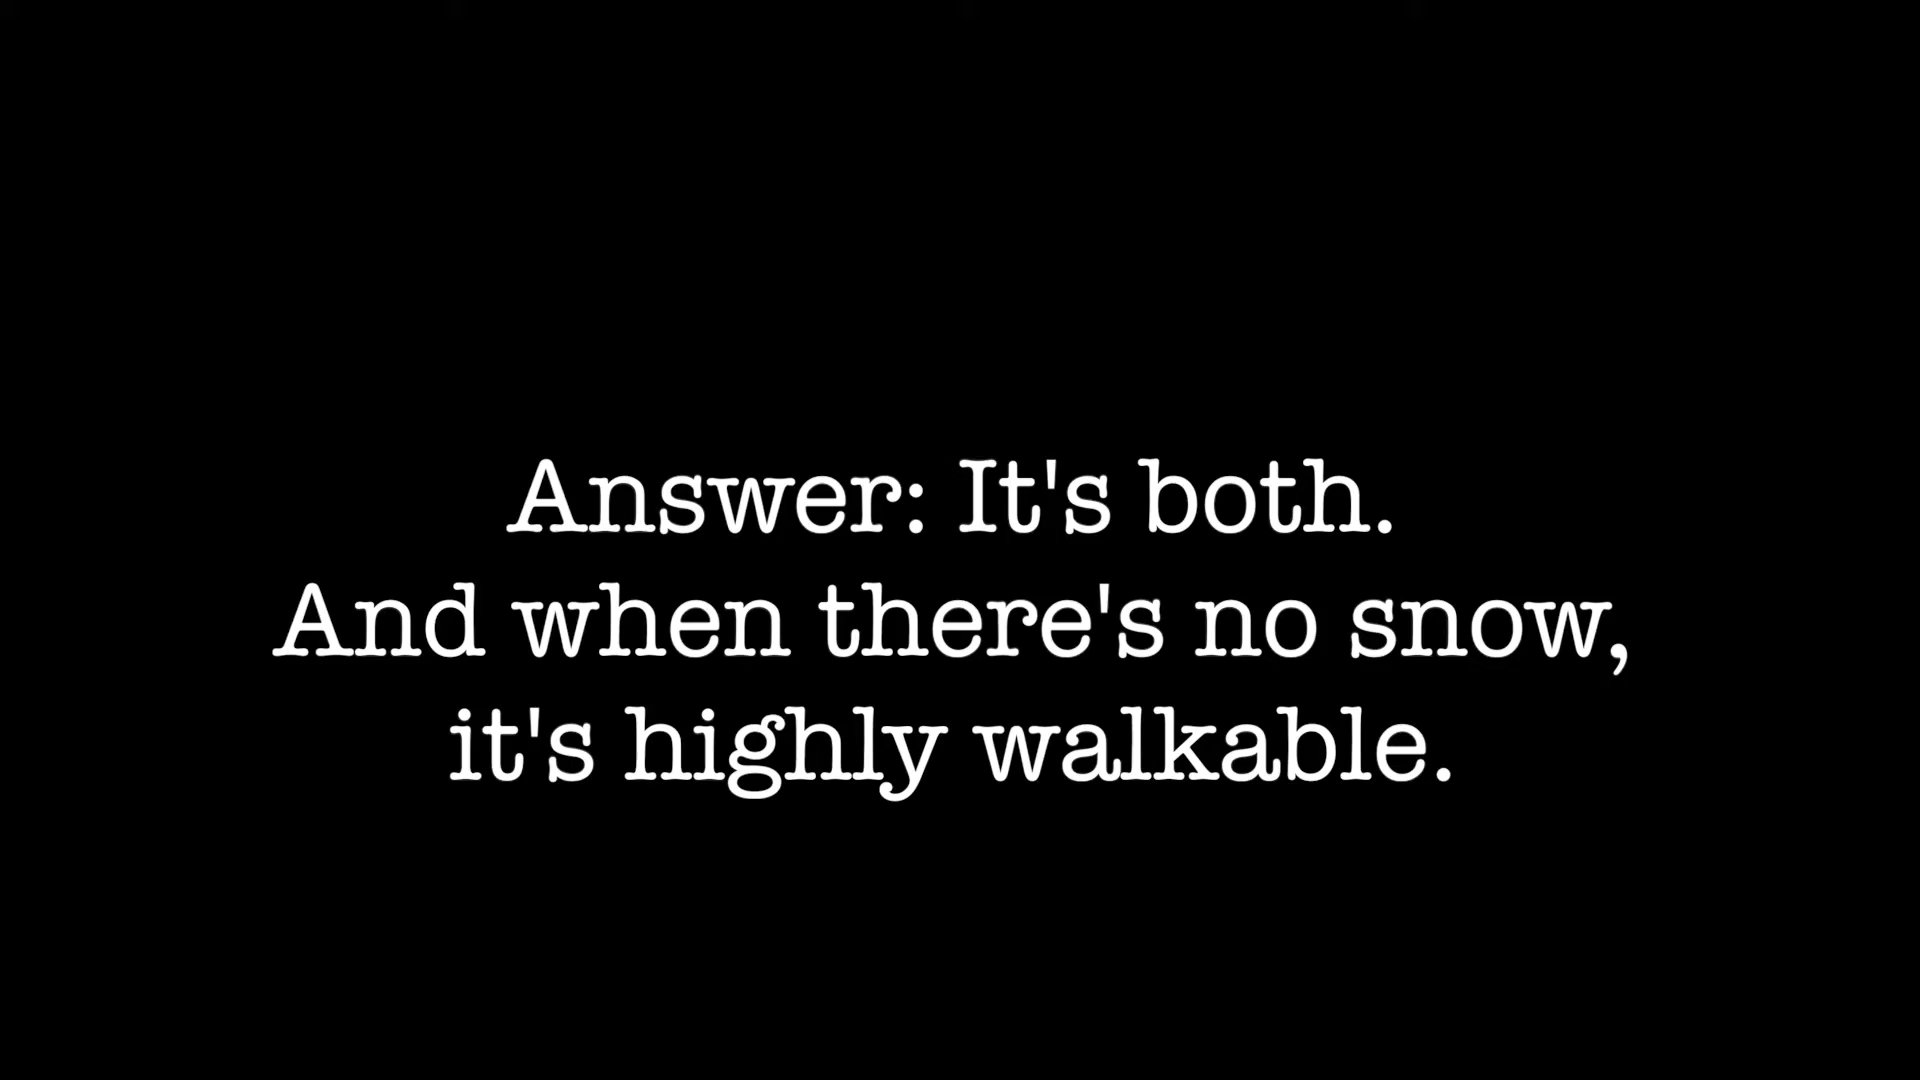 Answer: It's both.
And when there's no snow,
it's highly walkable.